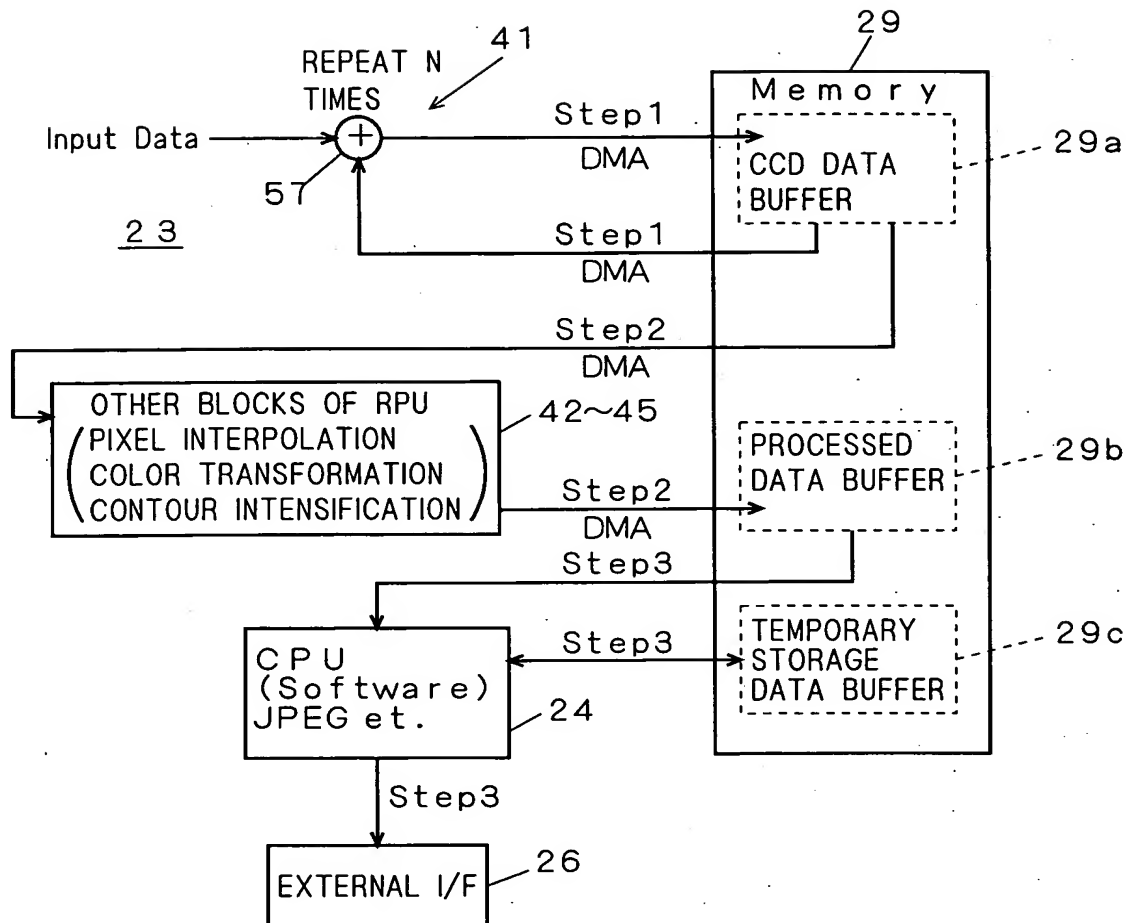 29
41
REPEAT N
TIMES
Memory
Input Data
+
Step1
DMA
57
CCD DATA
BUFFER
29a
23
Step1
DMA
Step2
DMA
OTHER BLOCKS OF RPU
(PIXEL INTERPOLATION
COLOR TRANSFORMATION
CONTOUR INTENSIFICATION)
42~45
Step2
DMA
PROCESSED
DATA BUFFER
29b
Step3
CPU
(Software)
JPEG et.
24
Step3
TEMPORARY
STORAGE
DATA BUFFER
29c
Step3
EXTERNAL I/F
26